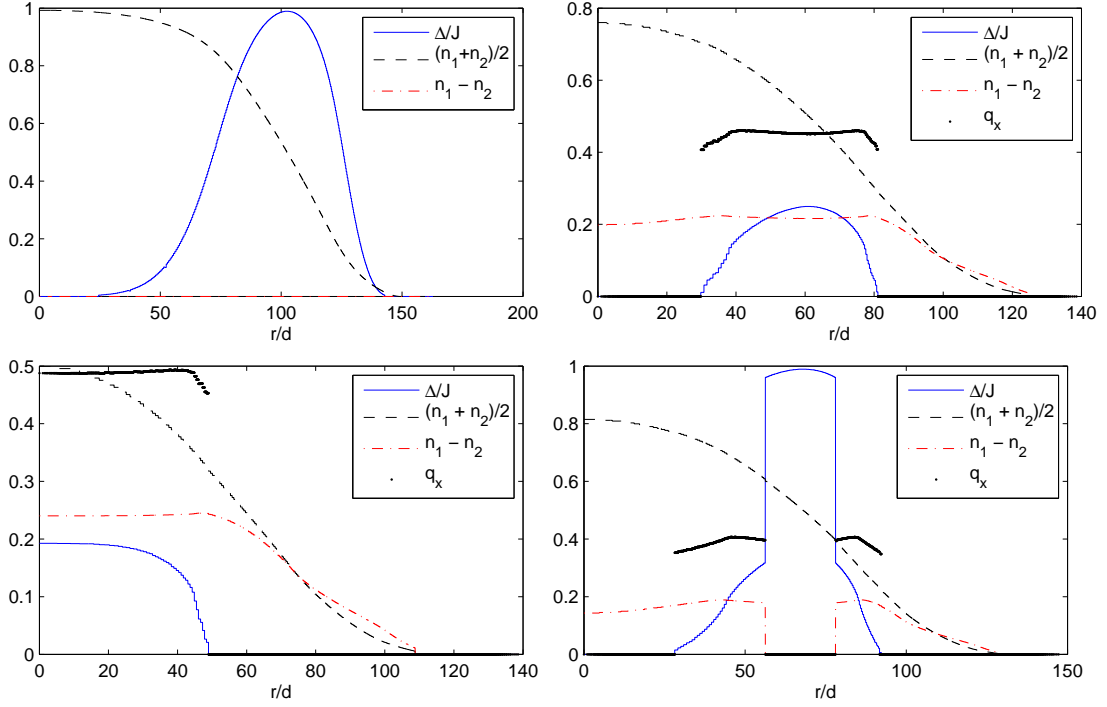 1
0.8
0.6
0.4
0.2
0
0 50 100 150 200
r/d
Δ/J
(n₁+n₂)/2
n₁ − n₂
0.8
0.6
0.4
0.2
0
0 20 40 60 80 100 120 140
r/d
Δ/J
(n₁ + n₂)/2
n₁ − n₂
qₓ
0.5
0.4
0.3
0.2
0.1
0
0 20 40 60 80 100 120 140
r/d
Δ/J
(n₁ + n₂)/2
n₁ − n₂
qₓ
1
0.8
0.6
0.4
0.2
0
0 50 100 150
r/d
Δ/J
(n₁ + n₂)/2
n₁ − n₂
qₓ